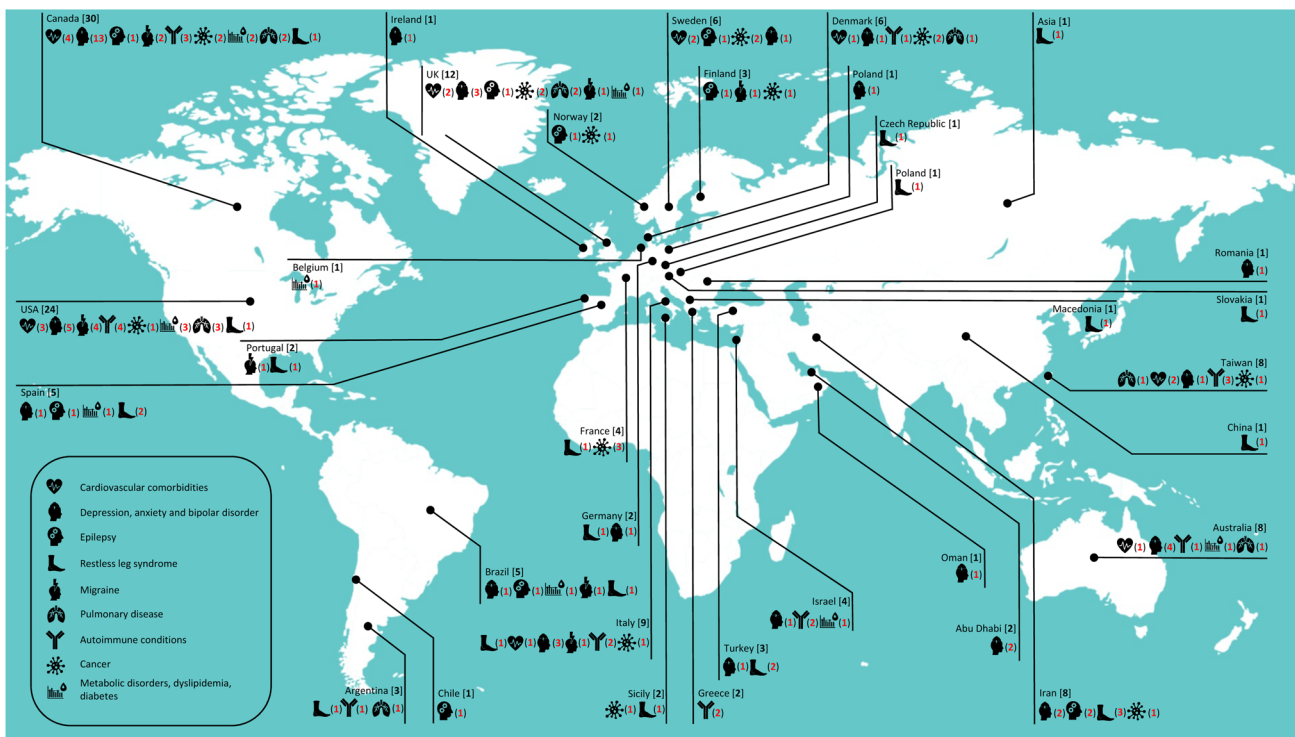 Canada [30]
(4) (13) (1) (2) (3) (2) (2) (2) (1)
Ireland [1]
(1)
UK [12]
(2) (3) (1) (2) (2) (1) (1)
Sweden [6]
(2) (1) (2) (1)
Finland [3]
(1) (1) (1)
Norway [2]
(1) (1)
Denmark [6]
(1) (1) (1) (2) (1)
Poland [1]
(1)
Czech Republic [1]
(1)
Poland [1]
(1)
Asia [1]
(1)
Belgium [1]
(1)
USA [24]
(3) (5) (4) (4) (1) (3) (3) (1)
Portugal [2]
(1) (1)
Spain [5]
(1) (1) (1) (2)
Romania [1]
(1)
Slovakia [1]
(1)
Macedonia [1]
(1)
Taiwan [8]
(1) (2) (1) (3) (1)
China [1]
(1)
France [4]
(1) (3)
Germany [2]
(1) (1)
Brazil [5]
(1) (1) (1) (1) (1)
Italy [9]
(1) (1) (3) (1) (2) (1)
Australia [8]
(1) (4) (1) (1) (1)
Oman [1]
(1)
Israel [4]
(1) (2) (1)
Abu Dhabi [2]
(2)
Turkey [3]
(1) (2)
Argentina [3]
(1) (1) (1)
Chile [1]
(1)
Sicily [2]
(1) (1)
Greece [2]
(2)
Iran [8]
(2) (2) (3) (1)
Cardiovascular comorbidities
Depression, anxiety and bipolar disorder
Epilepsy
Restless leg syndrome
Migraine
Pulmonary disease
Autoimmune conditions
Cancer
Metabolic disorders, dyslipidemia,
diabetes